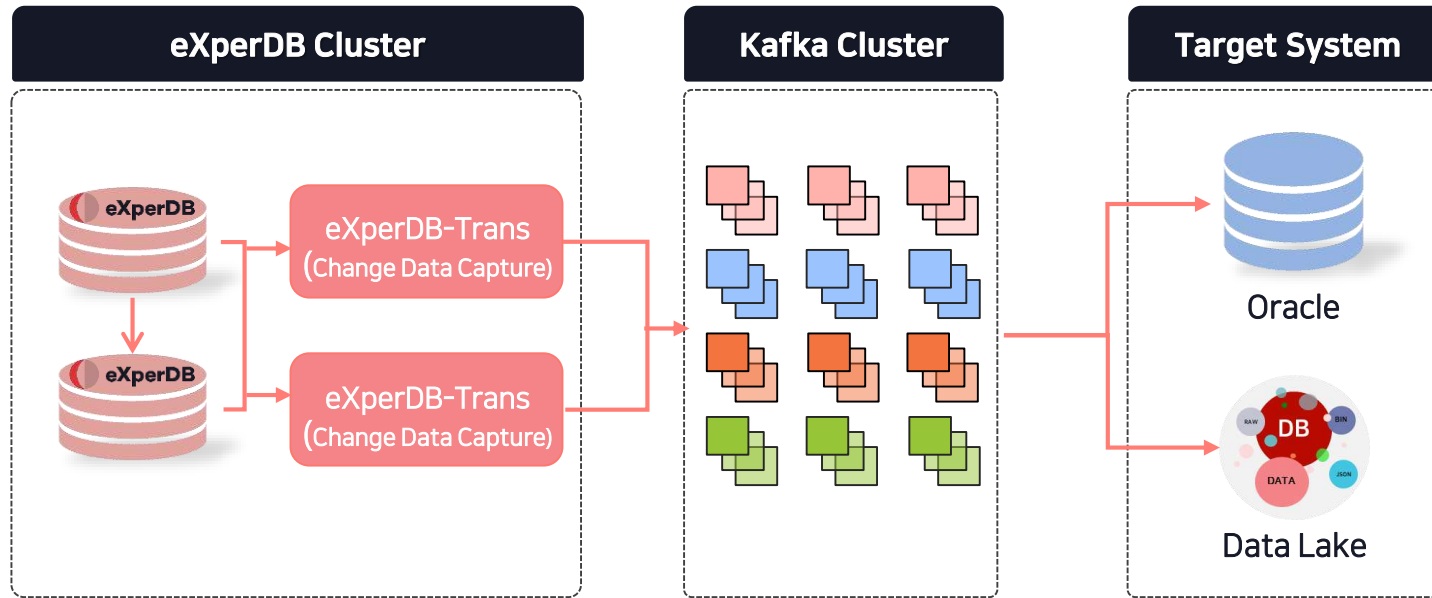 eXperDB Cluster
Kafka Cluster
Target System
eXperDB
eXperDB-Trans
(Change Data Capture)
eXperDB
eXperDB-Trans
(Change Data Capture)
Oracle
RAW
DB
BIN
DATA
JSON
Data Lake